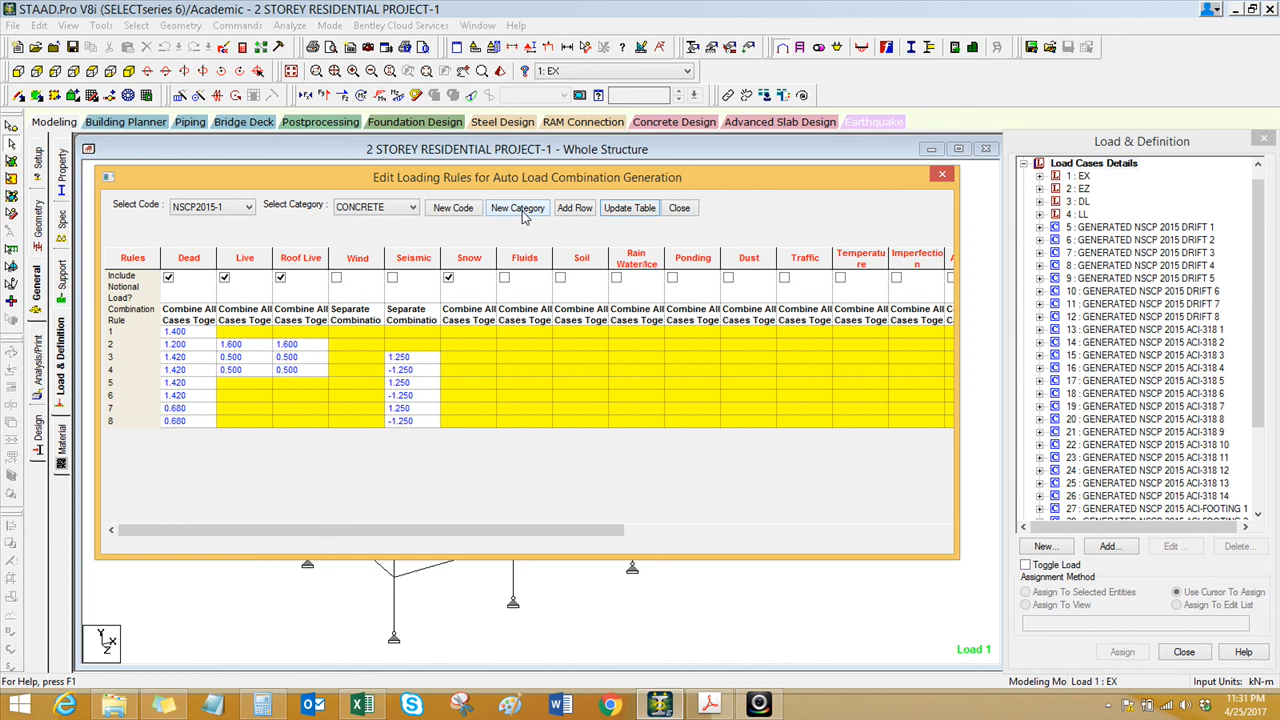 STAAD.Pro V8i (SELECTseries 6)/Academic - 2 STOREY RESIDENTIAL PROJECT-1
File Edit View Tools Select Geometry Commands Analyze Mode Bentley Cloud Services Window Help
1: EX
Modeling Building Planner Piping Bridge Deck Postprocessing Foundation Design Steel Design RAM Connection Concrete Design Advanced Slab Design Earthquake
Setup
Geometry
General
Analysis/Print
Design
Property
Spec
Support
Load & Definition
Material
2 STOREY RESIDENTIAL PROJECT-1 - Whole Structure
Edit Loading Rules for Auto Load Combination Generation
Select Code : NSCP2015-1 Select Category : CONCRETE New Code New Category Add Row Update Table Close
Rules Dead Live Roof Live Wind Seismic Snow Fluids Soil Rain Water/Ice Ponding Dust Traffic Temperatu re Imperfectio n
Include Notional Load?
Combination Rule Combine All Cases Toge Combine All Cases Toge Combine All Cases Toge Separate Combinatio Separate Combinatio Combine All Cases Toge Combine All Cases Toge Combine All Cases Toge Combine All Cases Toge Combine All Cases Toge Combine All Cases Toge Combine All Cases Toge Combine All Cases Toge Combine All Cases Toge
1 1.400
2 1.200 1.600 1.600
3 1.420 0.500 0.500 1.250
4 1.420 0.500 0.500 -1.250
5 1.420 1.250
6 1.420 -1.250
7 0.680 1.250
8 0.680 -1.250
Y X Z
Load 1
Load & Definition
Load Cases Details
1 : EX
2 : EZ
3 : DL
4 : LL
5 : GENERATED NSCP 2015 DRIFT 1
6 : GENERATED NSCP 2015 DRIFT 2
7 : GENERATED NSCP 2015 DRIFT 3
8 : GENERATED NSCP 2015 DRIFT 4
9 : GENERATED NSCP 2015 DRIFT 5
10 : GENERATED NSCP 2015 DRIFT 6
11 : GENERATED NSCP 2015 DRIFT 7
12 : GENERATED NSCP 2015 DRIFT 8
13 : GENERATED NSCP 2015 ACI-318 1
14 : GENERATED NSCP 2015 ACI-318 2
15 : GENERATED NSCP 2015 ACI-318 3
16 : GENERATED NSCP 2015 ACI-318 4
17 : GENERATED NSCP 2015 ACI-318 5
18 : GENERATED NSCP 2015 ACI-318 6
19 : GENERATED NSCP 2015 ACI-318 7
20 : GENERATED NSCP 2015 ACI-318 8
21 : GENERATED NSCP 2015 ACI-318 9
22 : GENERATED NSCP 2015 ACI-318 10
23 : GENERATED NSCP 2015 ACI-318 11
24 : GENERATED NSCP 2015 ACI-318 12
25 : GENERATED NSCP 2015 ACI-318 13
26 : GENERATED NSCP 2015 ACI-318 14
27 : GENERATED NSCP 2015 ACI-FOOTING 1
New... Add... Edit ... Delete...
Toggle Load
Assignment Method
Assign To Selected Entities Use Cursor To Assign
Assign To View Assign To Edit List
Assign Close Help
For Help, press F1
Modeling Mo Load 1 : EX Input Units: kN-m
11:31 PM
4/25/2017